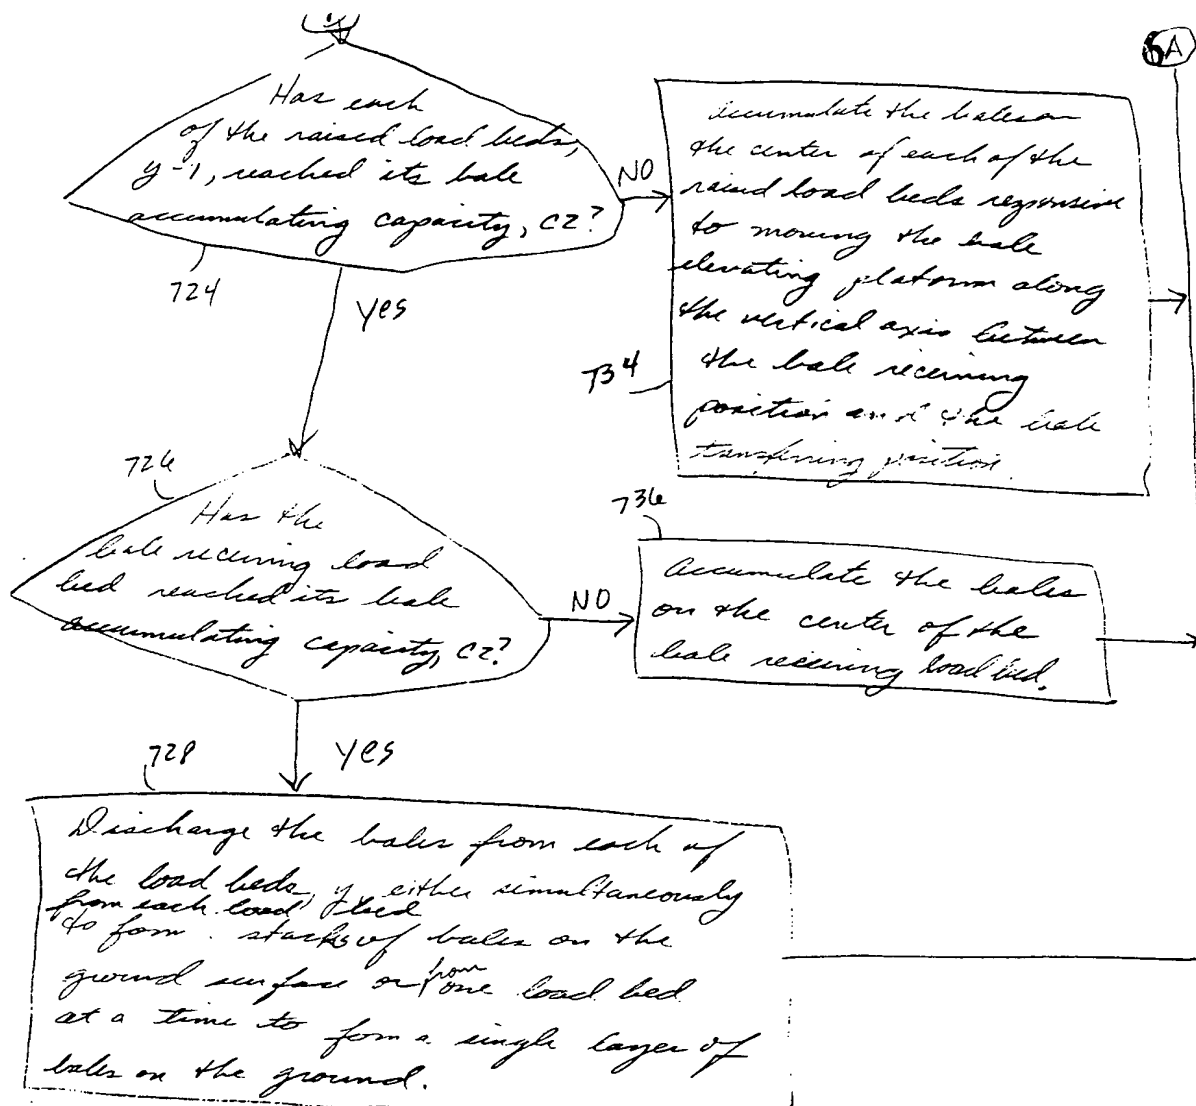 6A
Has each
of the raised load beds,
y-1, reached its bale
accumulating capacity, C2?
NO
724
yes
accumulate the bales on
the center of each of the
raised load beds responsive
to moving the bale
elevating platform along
the vertical axis between
the bale receiving
position and the bale
transferring position.
734
726
Has the
bale receiving load
bed reached its bale
accumulating capacity, C2?
NO
736
Accumulate the bales
on the center of the
bale receiving load bed.
728
yes
Discharge the bales from each of
the load beds, y, either simultaneously
from each load bed
to form stacks of bales on the
ground surface or from one load bed
at a time to form a single layer of
bales on the ground.